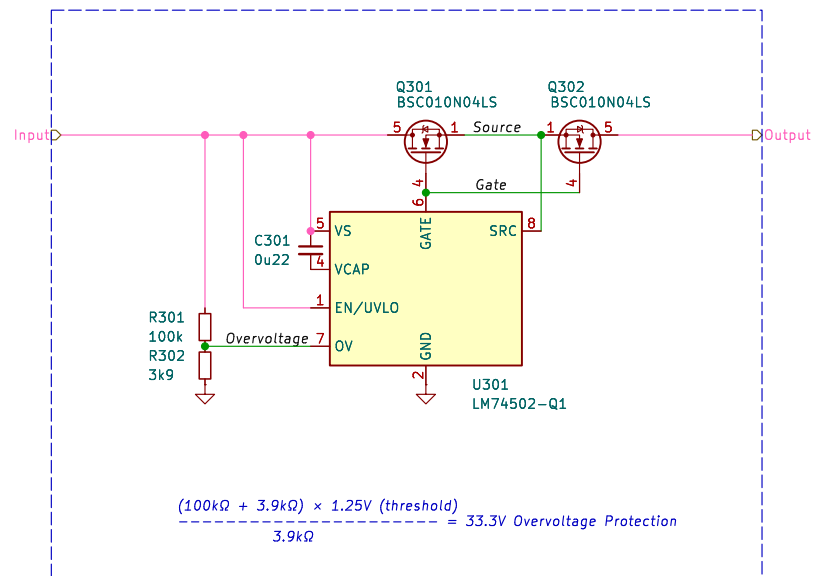 Q301
BSC010N04LS
Q302
BSC010N04LS
Input
5
1
Source
1
5
Output
4
4
Gate
6
5
VS
GATE
SRC
8
C301
0u22
4
VCAP
1
EN/UVLO
R301
100k
Overvoltage
7
OV
GND
R302
3k9
2
U301
LM74502-Q1
(100kΩ + 3.9kΩ) × 1.25V (threshold)
---------------------- = 33.3V Overvoltage Protection
3.9kΩ